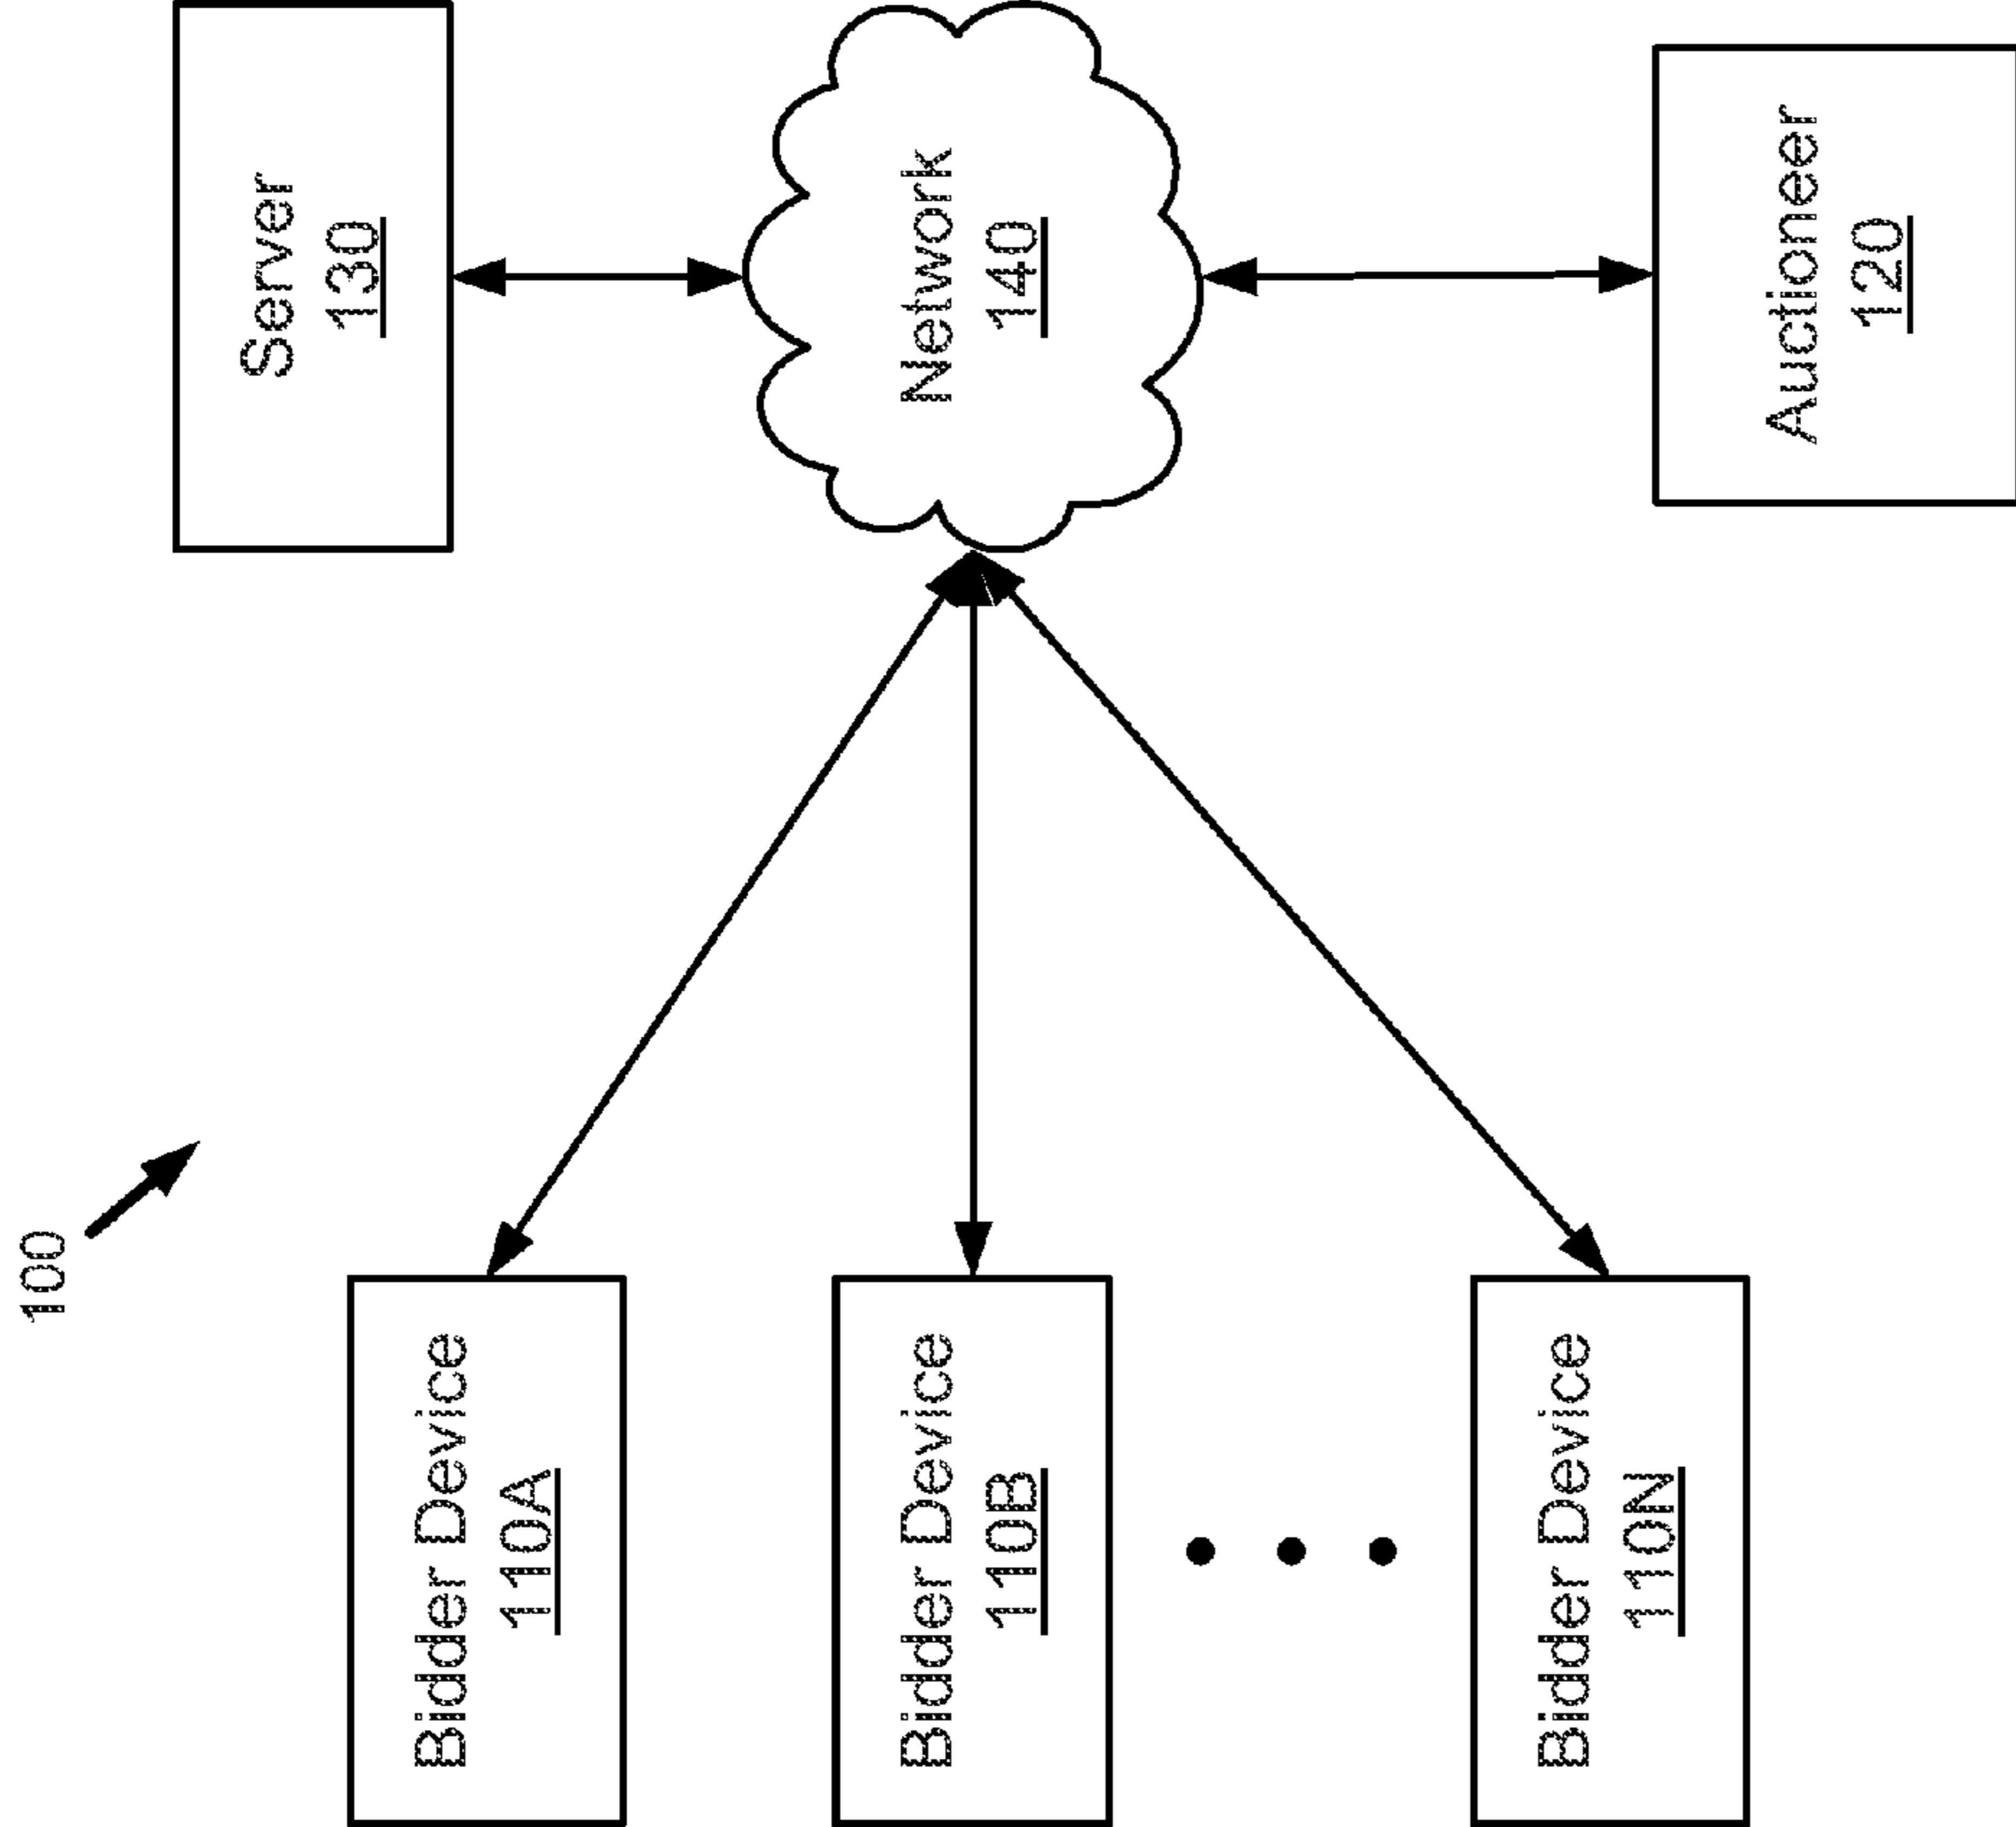 100
Bidder Device
110A
Bidder Device
110B
Bidder Device
110N
Server
130
Network
140
Auctioneer
120